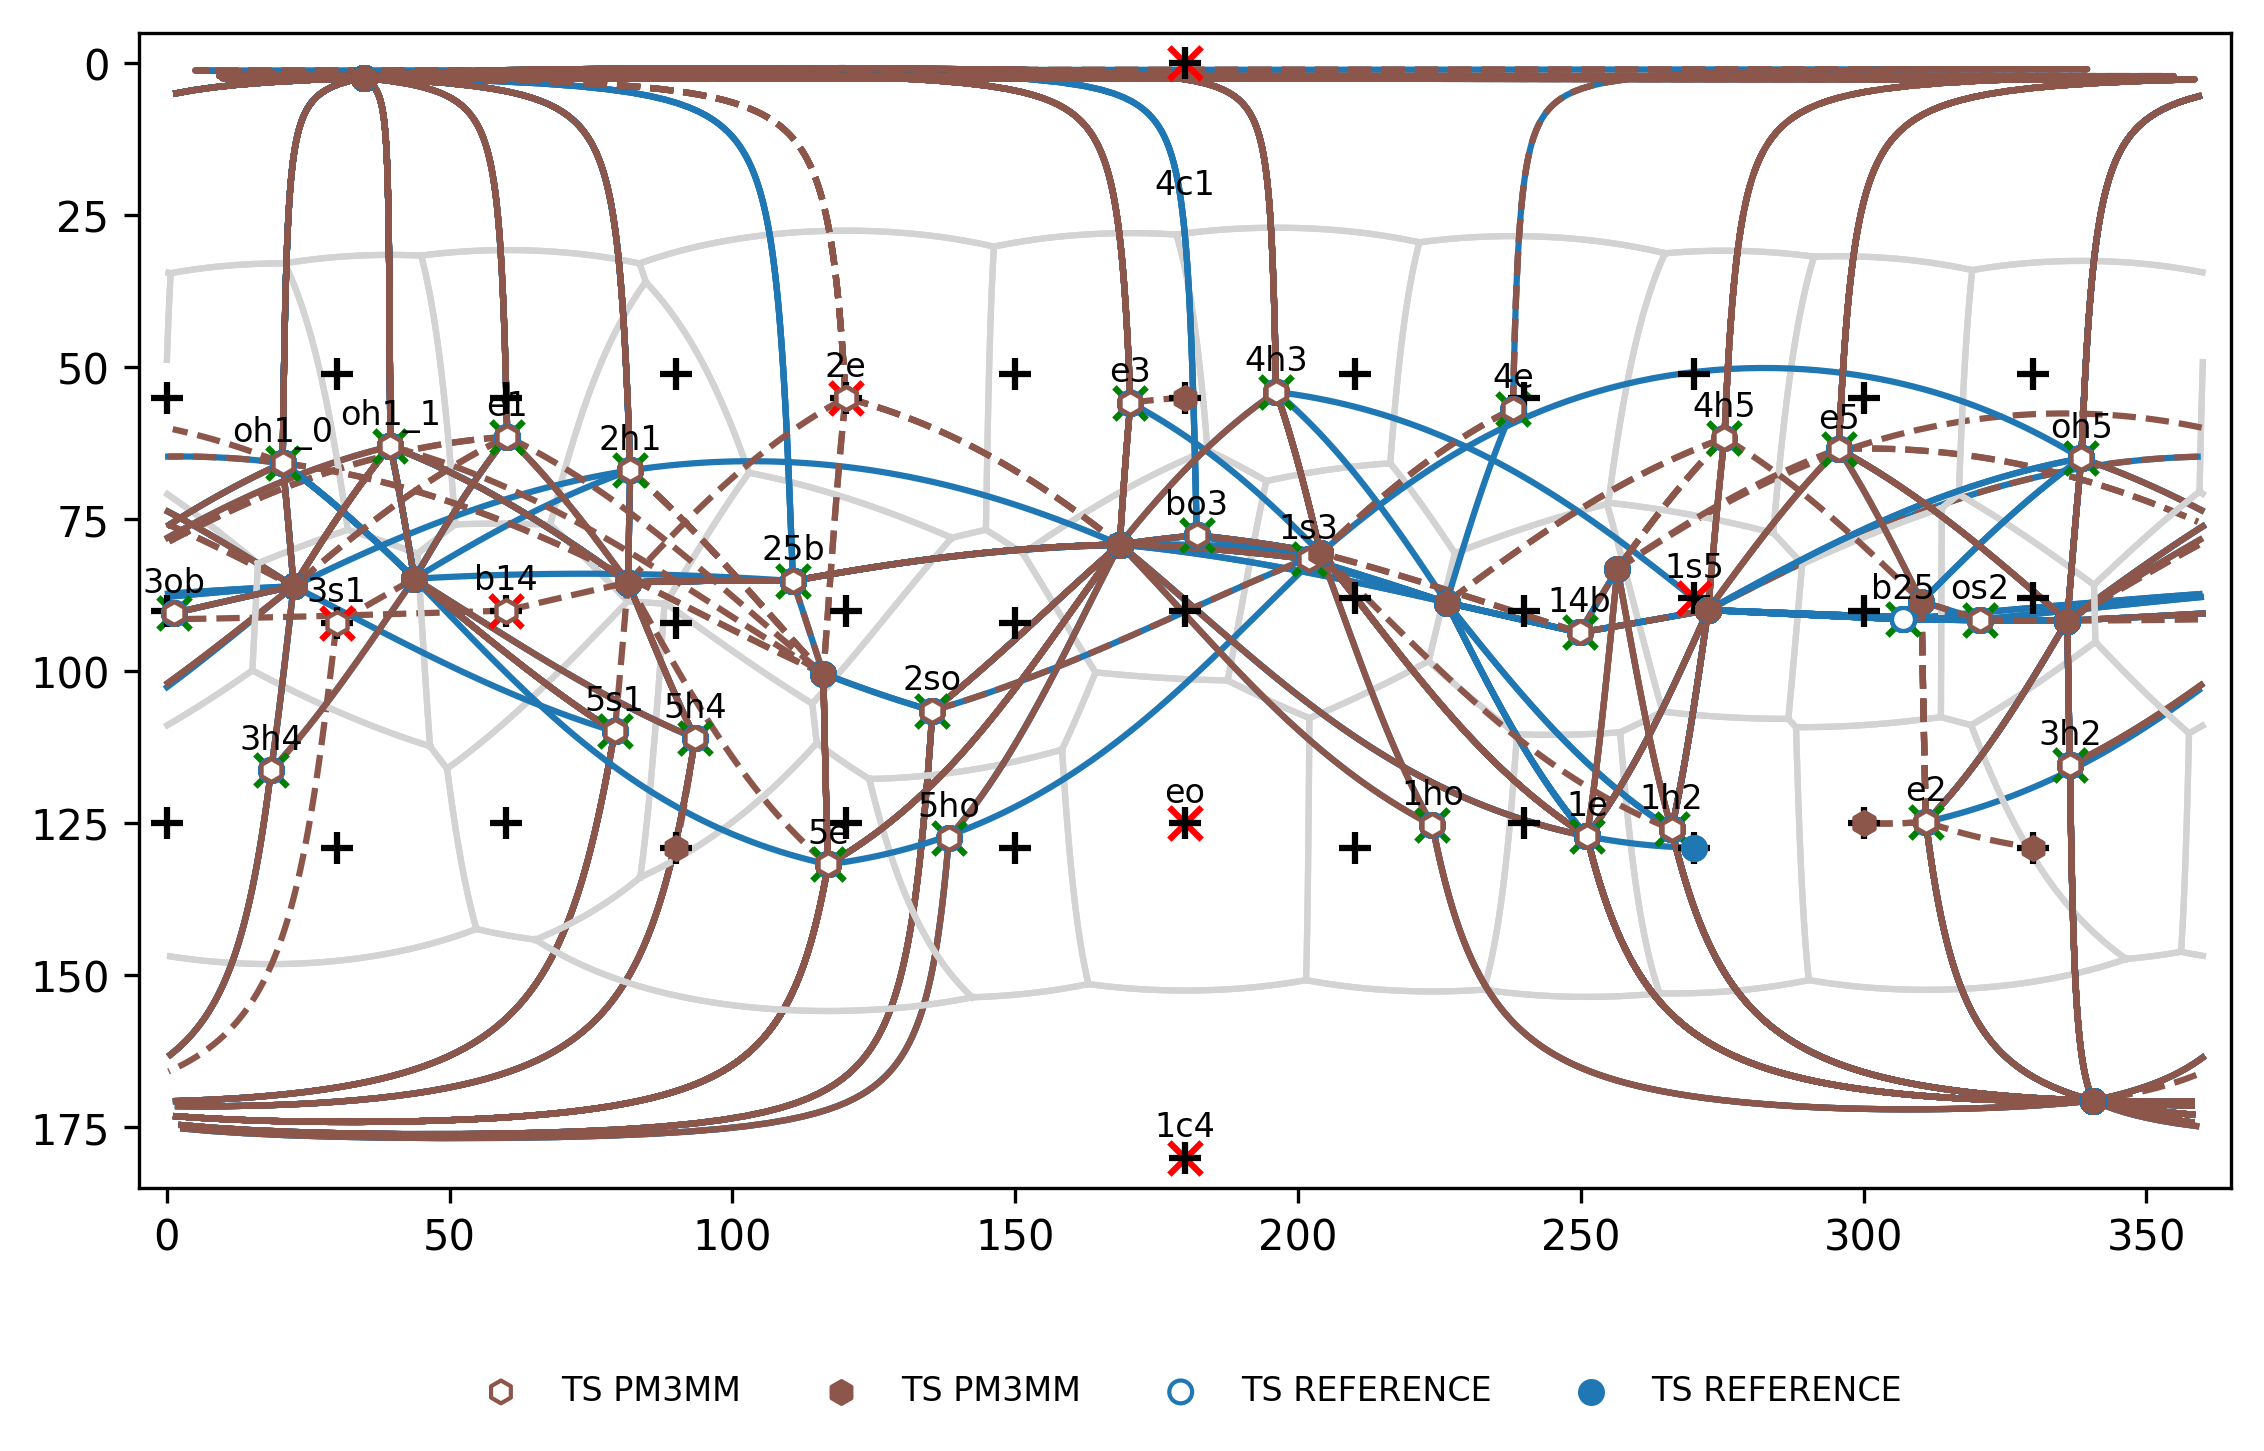 0
25
50
75
100
125
150
175
4c1
2e
e3
4h3
4e
oh1_0
oh1_1
e1
2h1
4h5
e5
oh5
bo3
1s3
25b
3ob
3s1
b14
14b
1s5
b25
os2
5s1
5h4
2so
3h4
3h2
5e
5ho
eo
1ho
1e
1h2
e2
1c4
0
50
100
150
200
250
300
350
TS PM3MM
TS PM3MM
TS REFERENCE
TS REFERENCE